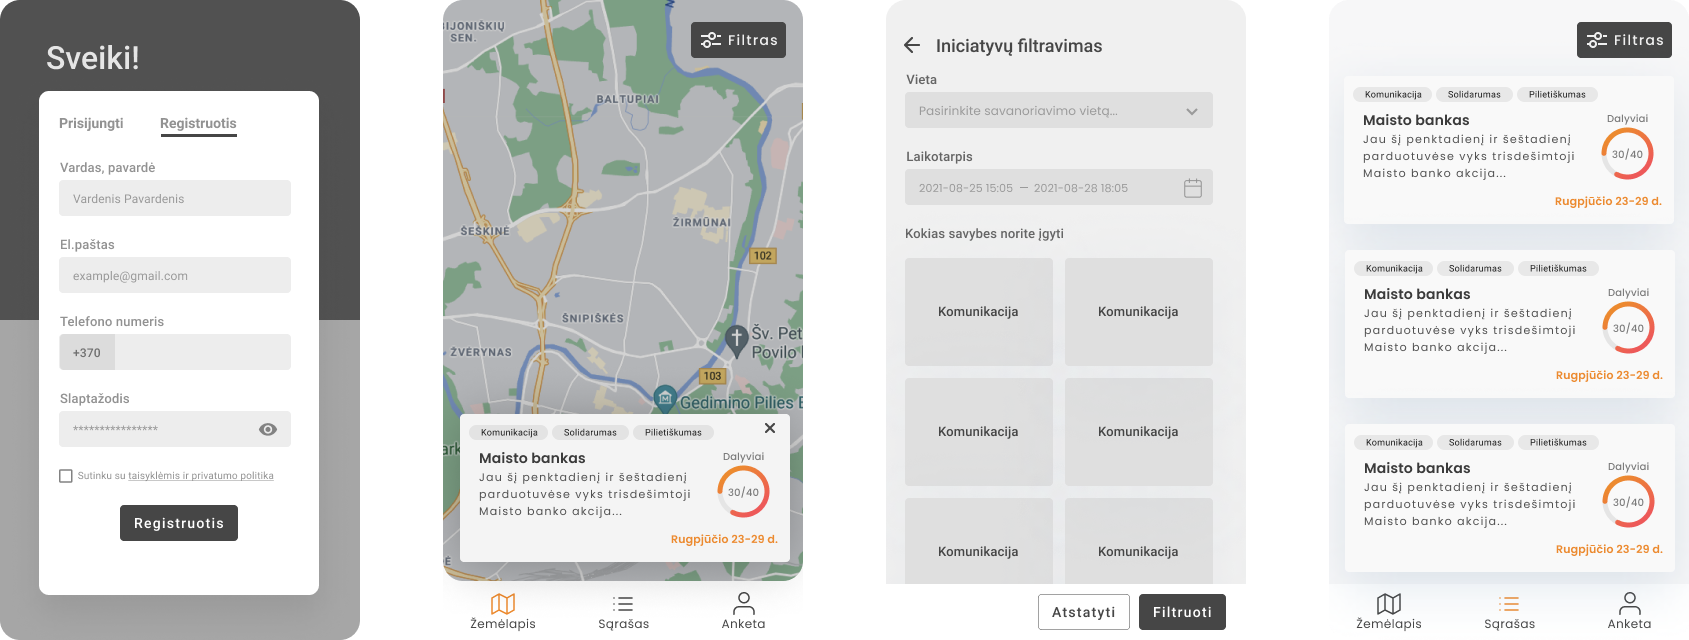 Sveiki!
Prisijungti
Registruotis
Vardas, pavardė
Vardenis Pavardenis
El.paštas
example@gmail.com
Telefono numeris
+370
Slaptažodis
****************
Sutinku su taisyklėmis ir privatumo politika
Registruotis
BIJONIŠKIŲ
SEN.
Filtras
BALTUPIAI
ŽIRMŪNAI
ŠEŠKINĖ
102
ŠNIPIŠKĖS
Šv. Pet
Povilo
ŽVĖRYNAS
103
Gedimino Pilies
Komunikacija
Solidarumas
Pilietiškumas
Maisto bankas
Jau šį penktadienį ir šeštadienį
parduotuvėse vyks trisdešimtoji
Maisto banko akcija...
Dalyviai
30/40
Rugpjūčio 23-29 d.
Žemėlapis
Sąrašas
Anketa
Iniciatyvų filtravimas
Vieta
Pasirinkite savanoriavimo vietą...
Laikotarpis
2021-08-25 15:05 — 2021-08-28 18:05
Kokias savybes norite įgyti
Komunikacija
Komunikacija
Komunikacija
Komunikacija
Komunikacija
Komunikacija
Atstatyti
Filtruoti
Filtras
Komunikacija
Solidarumas
Pilietiškumas
Maisto bankas
Jau šį penktadienį ir šeštadienį
parduotuvėse vyks trisdešimtoji
Maisto banko akcija...
Dalyviai
30/40
Rugpjūčio 23-29 d.
Komunikacija
Solidarumas
Pilietiškumas
Maisto bankas
Jau šį penktadienį ir šeštadienį
parduotuvėse vyks trisdešimtoji
Maisto banko akcija...
Dalyviai
30/40
Rugpjūčio 23-29 d.
Komunikacija
Solidarumas
Pilietiškumas
Maisto bankas
Jau šį penktadienį ir šeštadienį
parduotuvėse vyks trisdešimtoji
Maisto banko akcija...
Dalyviai
30/40
Rugpjūčio 23-29 d.
Žemėlapis
Sąrašas
Anketa